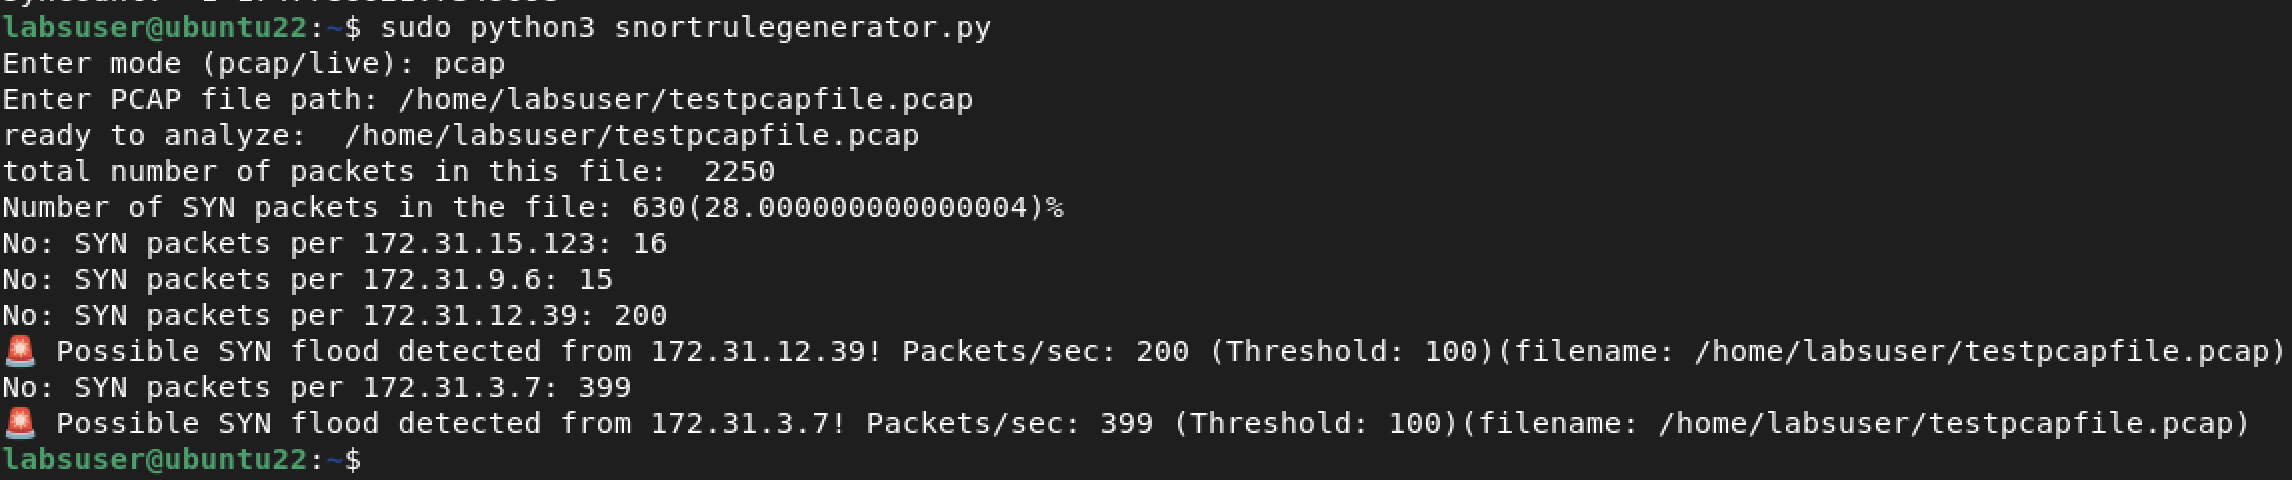 labsuser@ubuntu22:~$ sudo python3 snortrulegenerator.py
Enter mode (pcap/live): pcap
Enter PCAP file path: /home/labsuser/testpcapfile.pcap
ready to analyze:  /home/labsuser/testpcapfile.pcap
total number of packets in this file:  2250
Number of SYN packets in the file: 630(28.000000000000004)%
No: SYN packets per 172.31.15.123: 16
No: SYN packets per 172.31.9.6: 15
No: SYN packets per 172.31.12.39: 200
🚨 Possible SYN flood detected from 172.31.12.39! Packets/sec: 200 (Threshold: 100)(filename: /home/labsuser/testpcapfile.pcap)
No: SYN packets per 172.31.3.7: 399
🚨 Possible SYN flood detected from 172.31.3.7! Packets/sec: 399 (Threshold: 100)(filename: /home/labsuser/testpcapfile.pcap)
labsuser@ubuntu22:~$